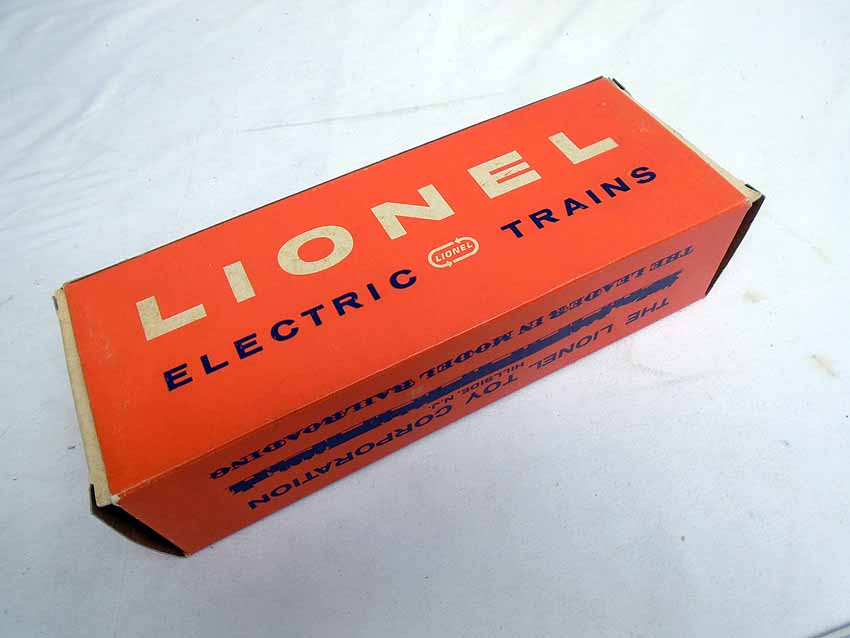 LIONEL
ELECTRIC LIONEL TRAINS
THE LIONEL TOY CORPORATION
HILLSIDE, N.J.
THE LEADER IN MODEL RAILROADING